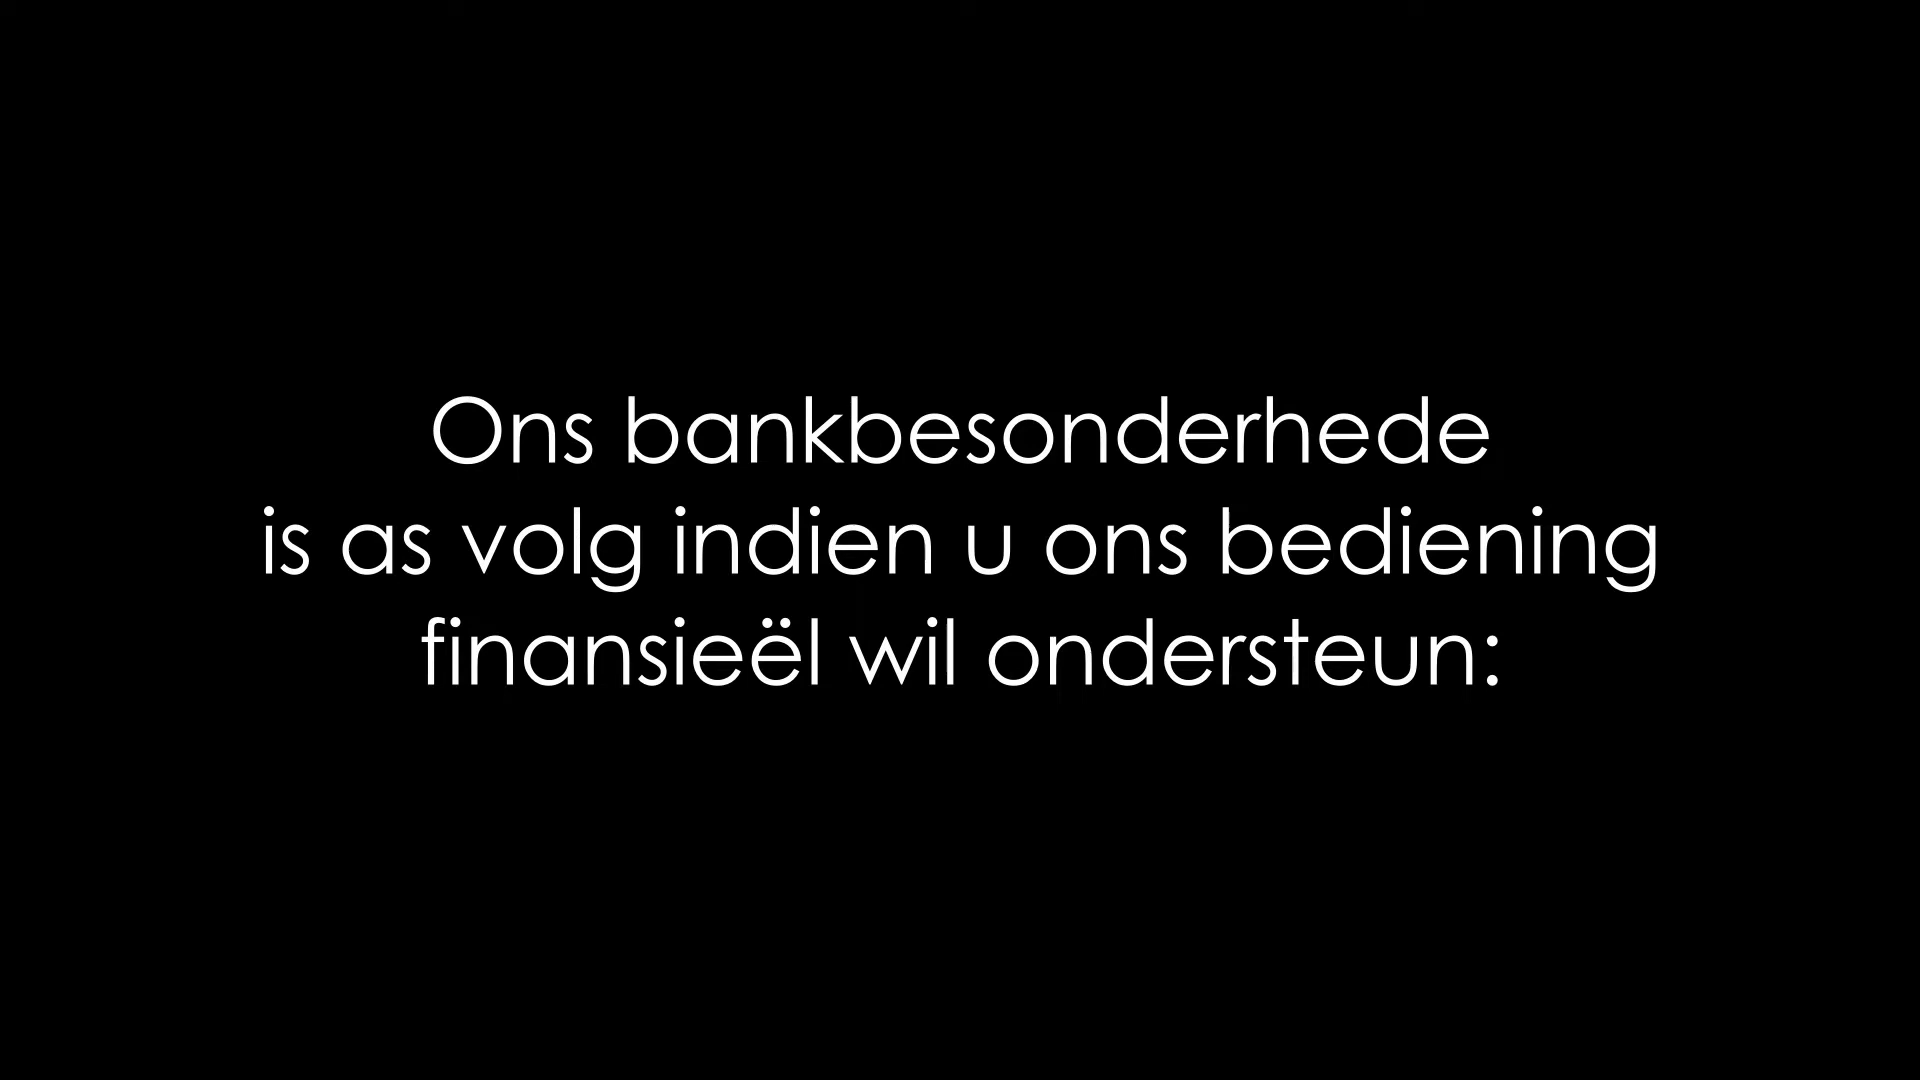 Ons bankbesonderhede
is as volg indien u ons bediening
finansieël wil ondersteun: